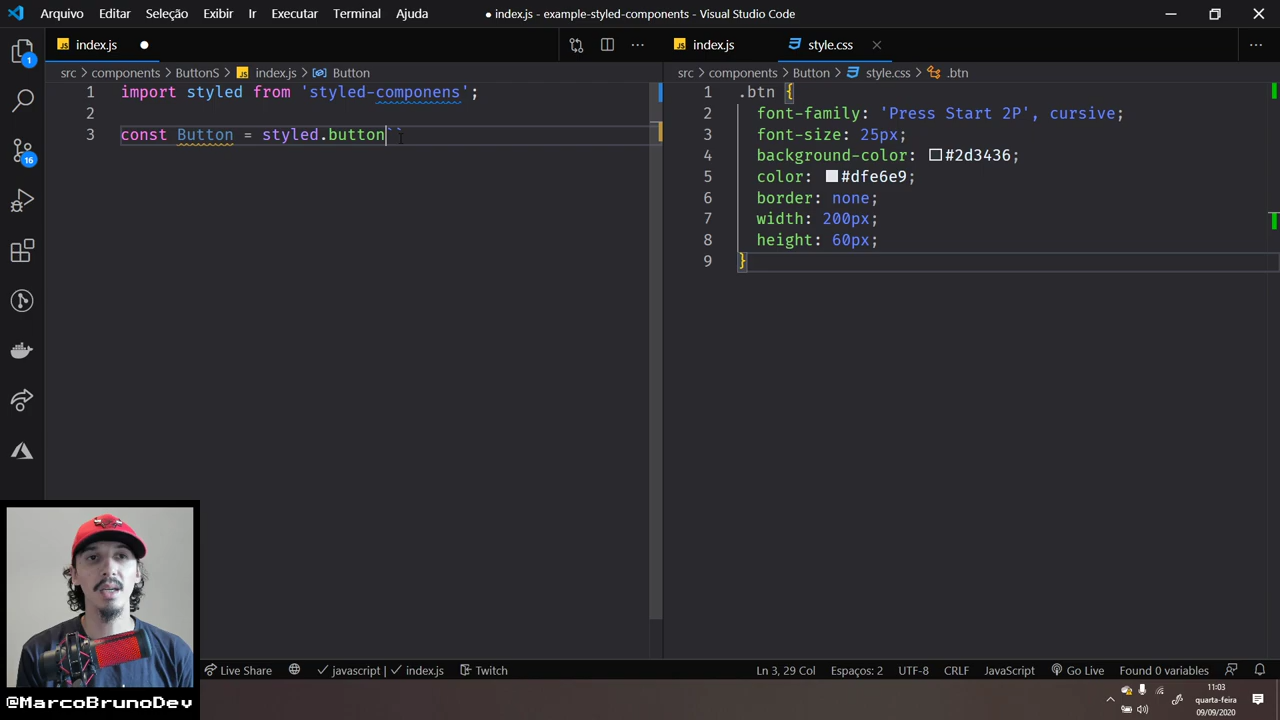 Arquivo Editar Seleção Exibir Ir Executar Terminal Ajuda
● index.js - example-styled-components - Visual Studio Code
JS index.js ●
JS index.js
style.css ×
src > components > ButtonS > JS index.js > Button
src > components > Button > style.css > .btn
1 import styled from 'styled-componens';
2
3 const Button = styled.button``
1 .btn {
2 font-family: 'Press Start 2P', cursive;
3 font-size: 25px;
4 background-color: #2d3436;
5 color: #dfe6e9;
6 border: none;
7 width: 200px;
8 height: 60px;
9 }
1
16
Live Share ✓ javascript | ✓ index.js Twitch
Ln 3, 29 Col Espaços: 2 UTF-8 CRLF JavaScript Go Live Found 0 variables
@MarcoBrunoDev
11:03
quarta-feira
09/09/2020